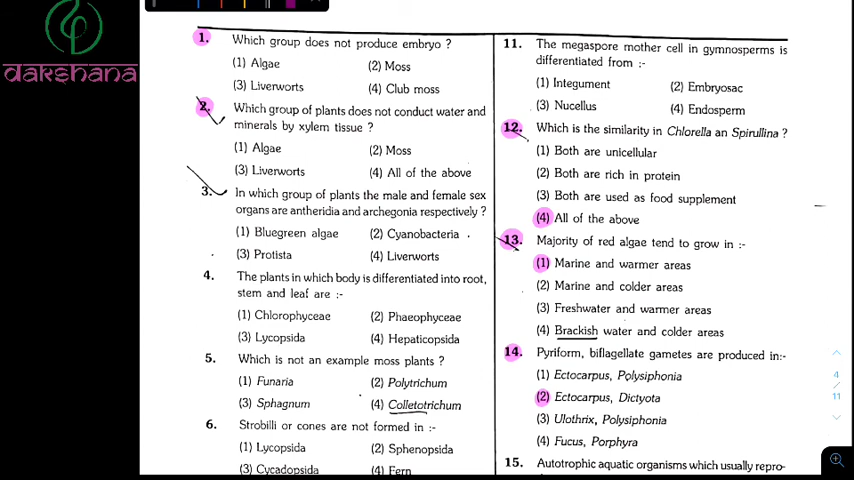 dakshana
1. Which group does not produce embryo ?
(1) Algae (2) Moss
(3) Liverworts (4) Club moss
2. Which group of plants does not conduct water and
minerals by xylem tissue ?
(1) Algae (2) Moss
(3) Liverworts (4) All of the above
3. In which group of plants the male and female sex
organs are antheridia and archegonia respectively ?
(1) Bluegreen algae (2) Cyanobacteria
(3) Protista (4) Liverworts
4. The plants in which body is differentiated into root,
stem and leaf are :-
(1) Chlorophyceae (2) Phaeophyceae
(3) Lycopsida (4) Hepaticopsida
5. Which is not an example moss plants ?
(1) Funaria (2) Polytrichum
(3) Sphagnum (4) Colletotrichum
6. Strobilli or cones are not formed in :-
(1) Lycopsida (2) Sphenopsida
(3) Cycadopsida (4) Fern
11. The megaspore mother cell in gymnosperms is
differentiated from :-
(1) Integument (2) Embryosac
(3) Nucellus (4) Endosperm
12. Which is the similarity in Chlorella an Spirullina ?
(1) Both are unicellular
(2) Both are rich in protein
(3) Both are used as food supplement
(4) All of the above
13. Majority of red algae tend to grow in :-
(1) Marine and warmer areas
(2) Marine and colder areas
(3) Freshwater and warmer areas
(4) Brackish water and colder areas
14. Pyriform, biflagellate gametes are produced in:-
(1) Ectocarpus, Polysiphonia
(2) Ectocarpus, Dictyota
(3) Ulothrix, Polysiphonia
(4) Fucus, Porphyra
15. Autotrophic aquatic organisms which usually repro-
4
/
11